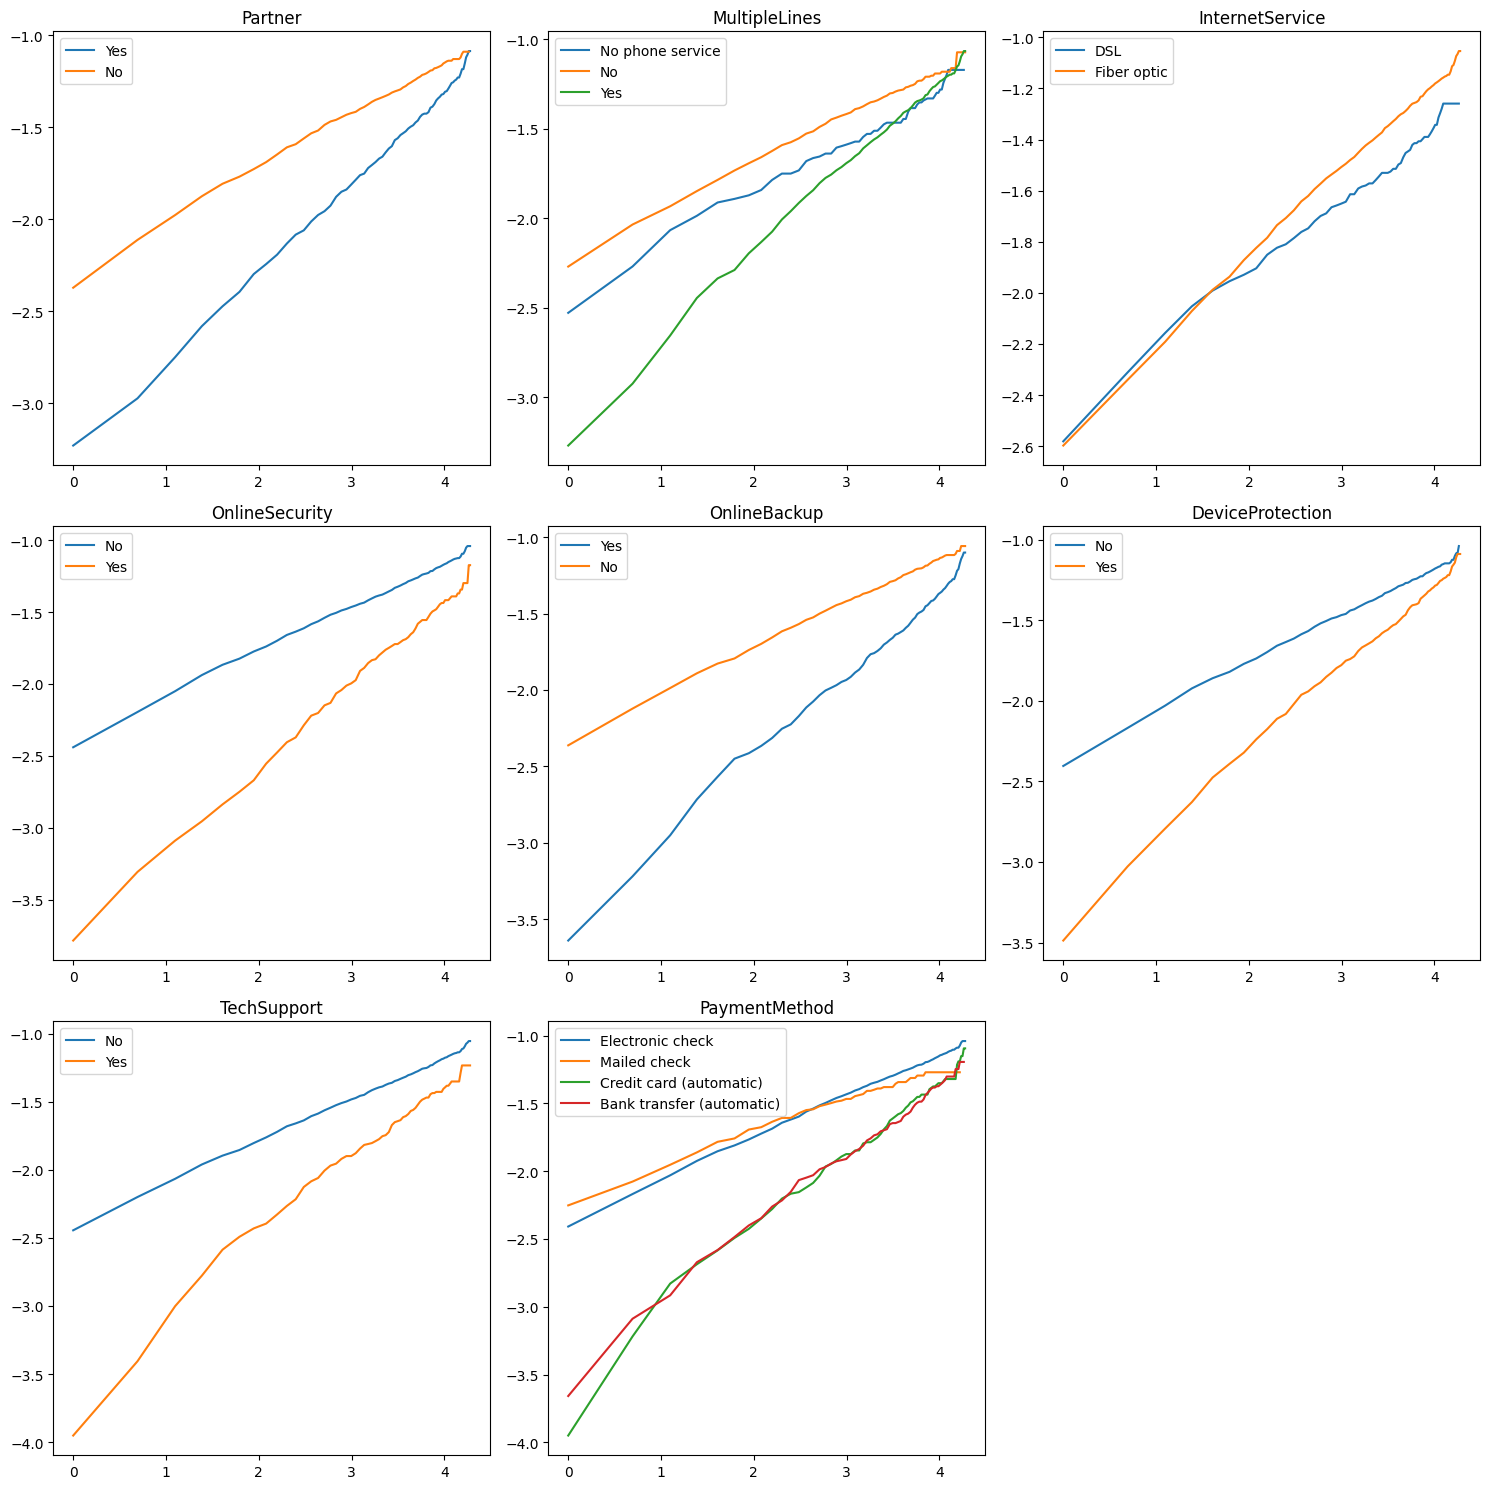 Partner
Yes
No
−1.0
−1.5
−2.0
−2.5
−3.0
0 1 2 3 4
MultipleLines
No phone service
No
Yes
−1.0
−1.5
−2.0
−2.5
−3.0
0 1 2 3 4
InternetService
DSL
Fiber optic
−1.0
−1.2
−1.4
−1.6
−1.8
−2.0
−2.2
−2.4
−2.6
0 1 2 3 4
OnlineSecurity
No
Yes
−1.0
−1.5
−2.0
−2.5
−3.0
−3.5
0 1 2 3 4
OnlineBackup
Yes
No
−1.0
−1.5
−2.0
−2.5
−3.0
−3.5
0 1 2 3 4
DeviceProtection
No
Yes
−1.0
−1.5
−2.0
−2.5
−3.0
−3.5
0 1 2 3 4
TechSupport
No
Yes
−1.0
−1.5
−2.0
−2.5
−3.0
−3.5
−4.0
0 1 2 3 4
PaymentMethod
Electronic check
Mailed check
Credit card (automatic)
Bank transfer (automatic)
−1.0
−1.5
−2.0
−2.5
−3.0
−3.5
−4.0
0 1 2 3 4